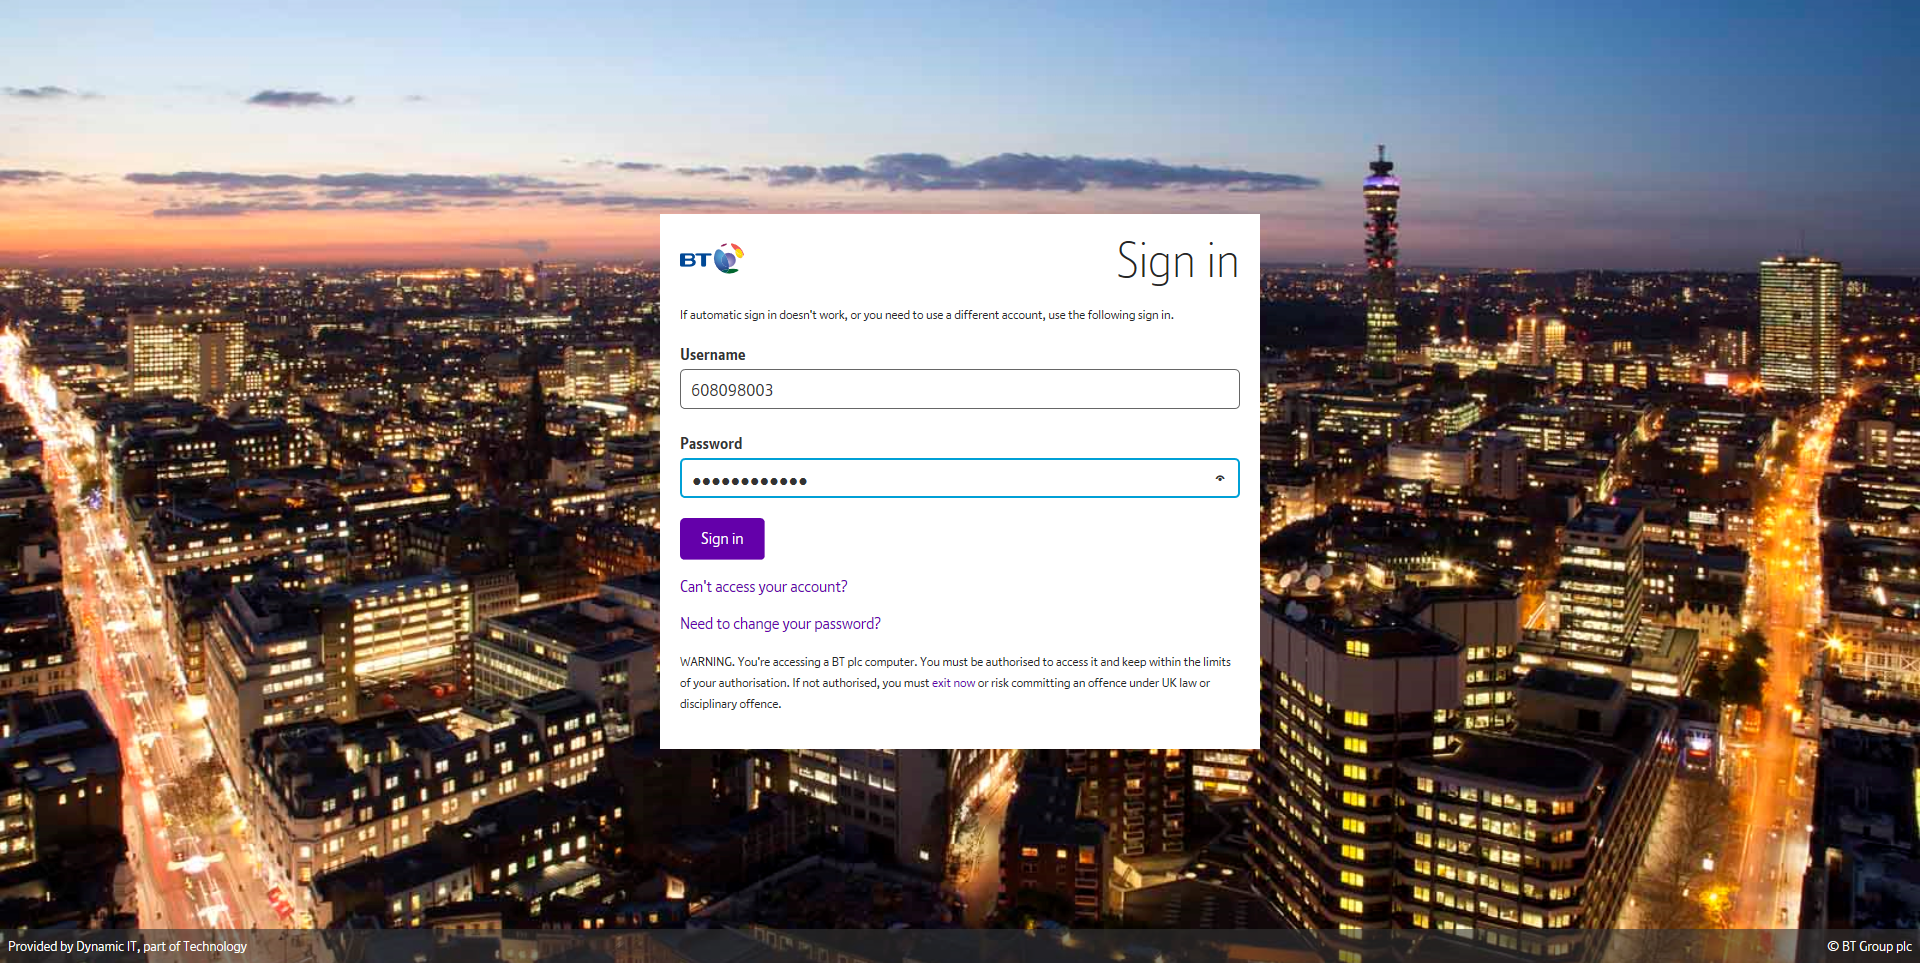 BT
Sign in
If automatic sign in doesn't work, or you need to use a different account, use the following sign in.
Username
608098003
Password
••••••••••••
Sign in
Can't access your account?
Need to change your password?
WARNING. You're accessing a BT plc computer. You must be authorised to access it and keep within the limits
of your authorisation. If not authorised, you must exit now or risk committing an offence under UK law or
disciplinary offence.
Provided by Dynamic IT, part of Technology
© BT Group plc